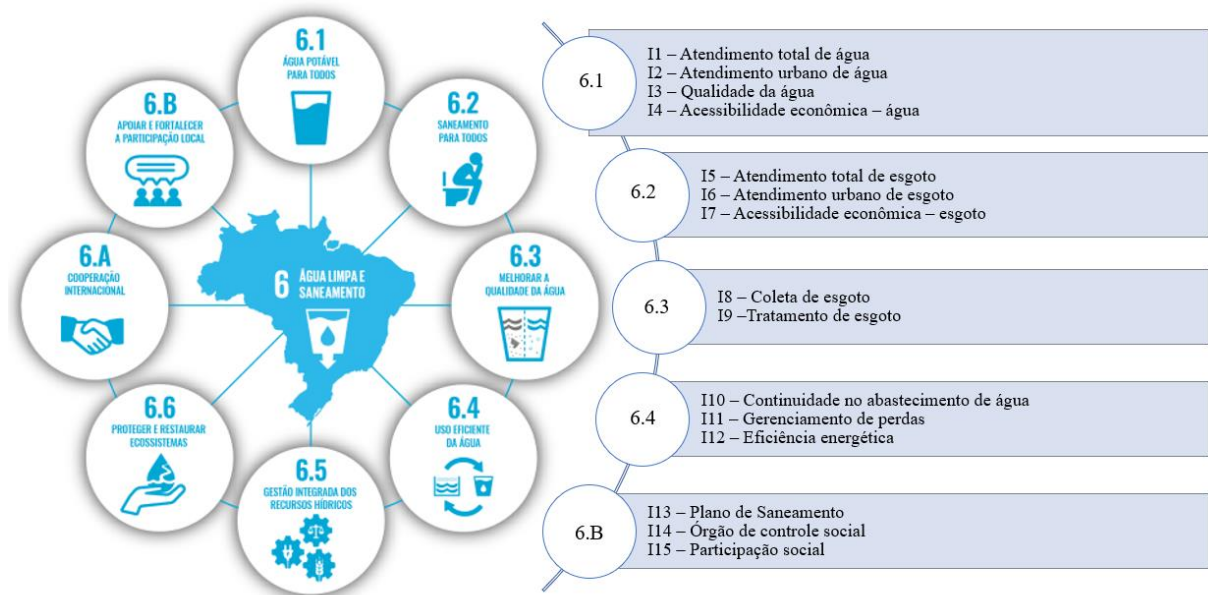 6.1
ÁGUA POTÁVEL
PARA TODOS
6.2
SANEAMENTO
PARA TODOS
6.3
MELHORAR A
QUALIDADE DA ÁGUA
6.4
USO EFICIENTE
DA ÁGUA
6.5
GESTÃO INTEGRADA DOS
RECURSOS HÍDRICOS
6.6
PROTEGER E RESTAURAR
ECOSSISTEMAS
6.A
COOPERAÇÃO
INTERNACIONAL
6.B
APOIAR E FORTALECER
A PARTICIPAÇÃO LOCAL
6 ÁGUA LIMPA E
SANEAMENTO
6.1
I1 – Atendimento total de água
I2 – Atendimento urbano de água
I3 – Qualidade da água
I4 – Acessibilidade econômica – água
6.2
I5 – Atendimento total de esgoto
I6 – Atendimento urbano de esgoto
I7 – Acessibilidade econômica – esgoto
6.3
I8 – Coleta de esgoto
I9 –Tratamento de esgoto
6.4
I10 – Continuidade no abastecimento de água
I11 – Gerenciamento de perdas
I12 – Eficiência energética
6.B
I13 – Plano de Saneamento
I14 – Órgão de controle social
I15 – Participação social